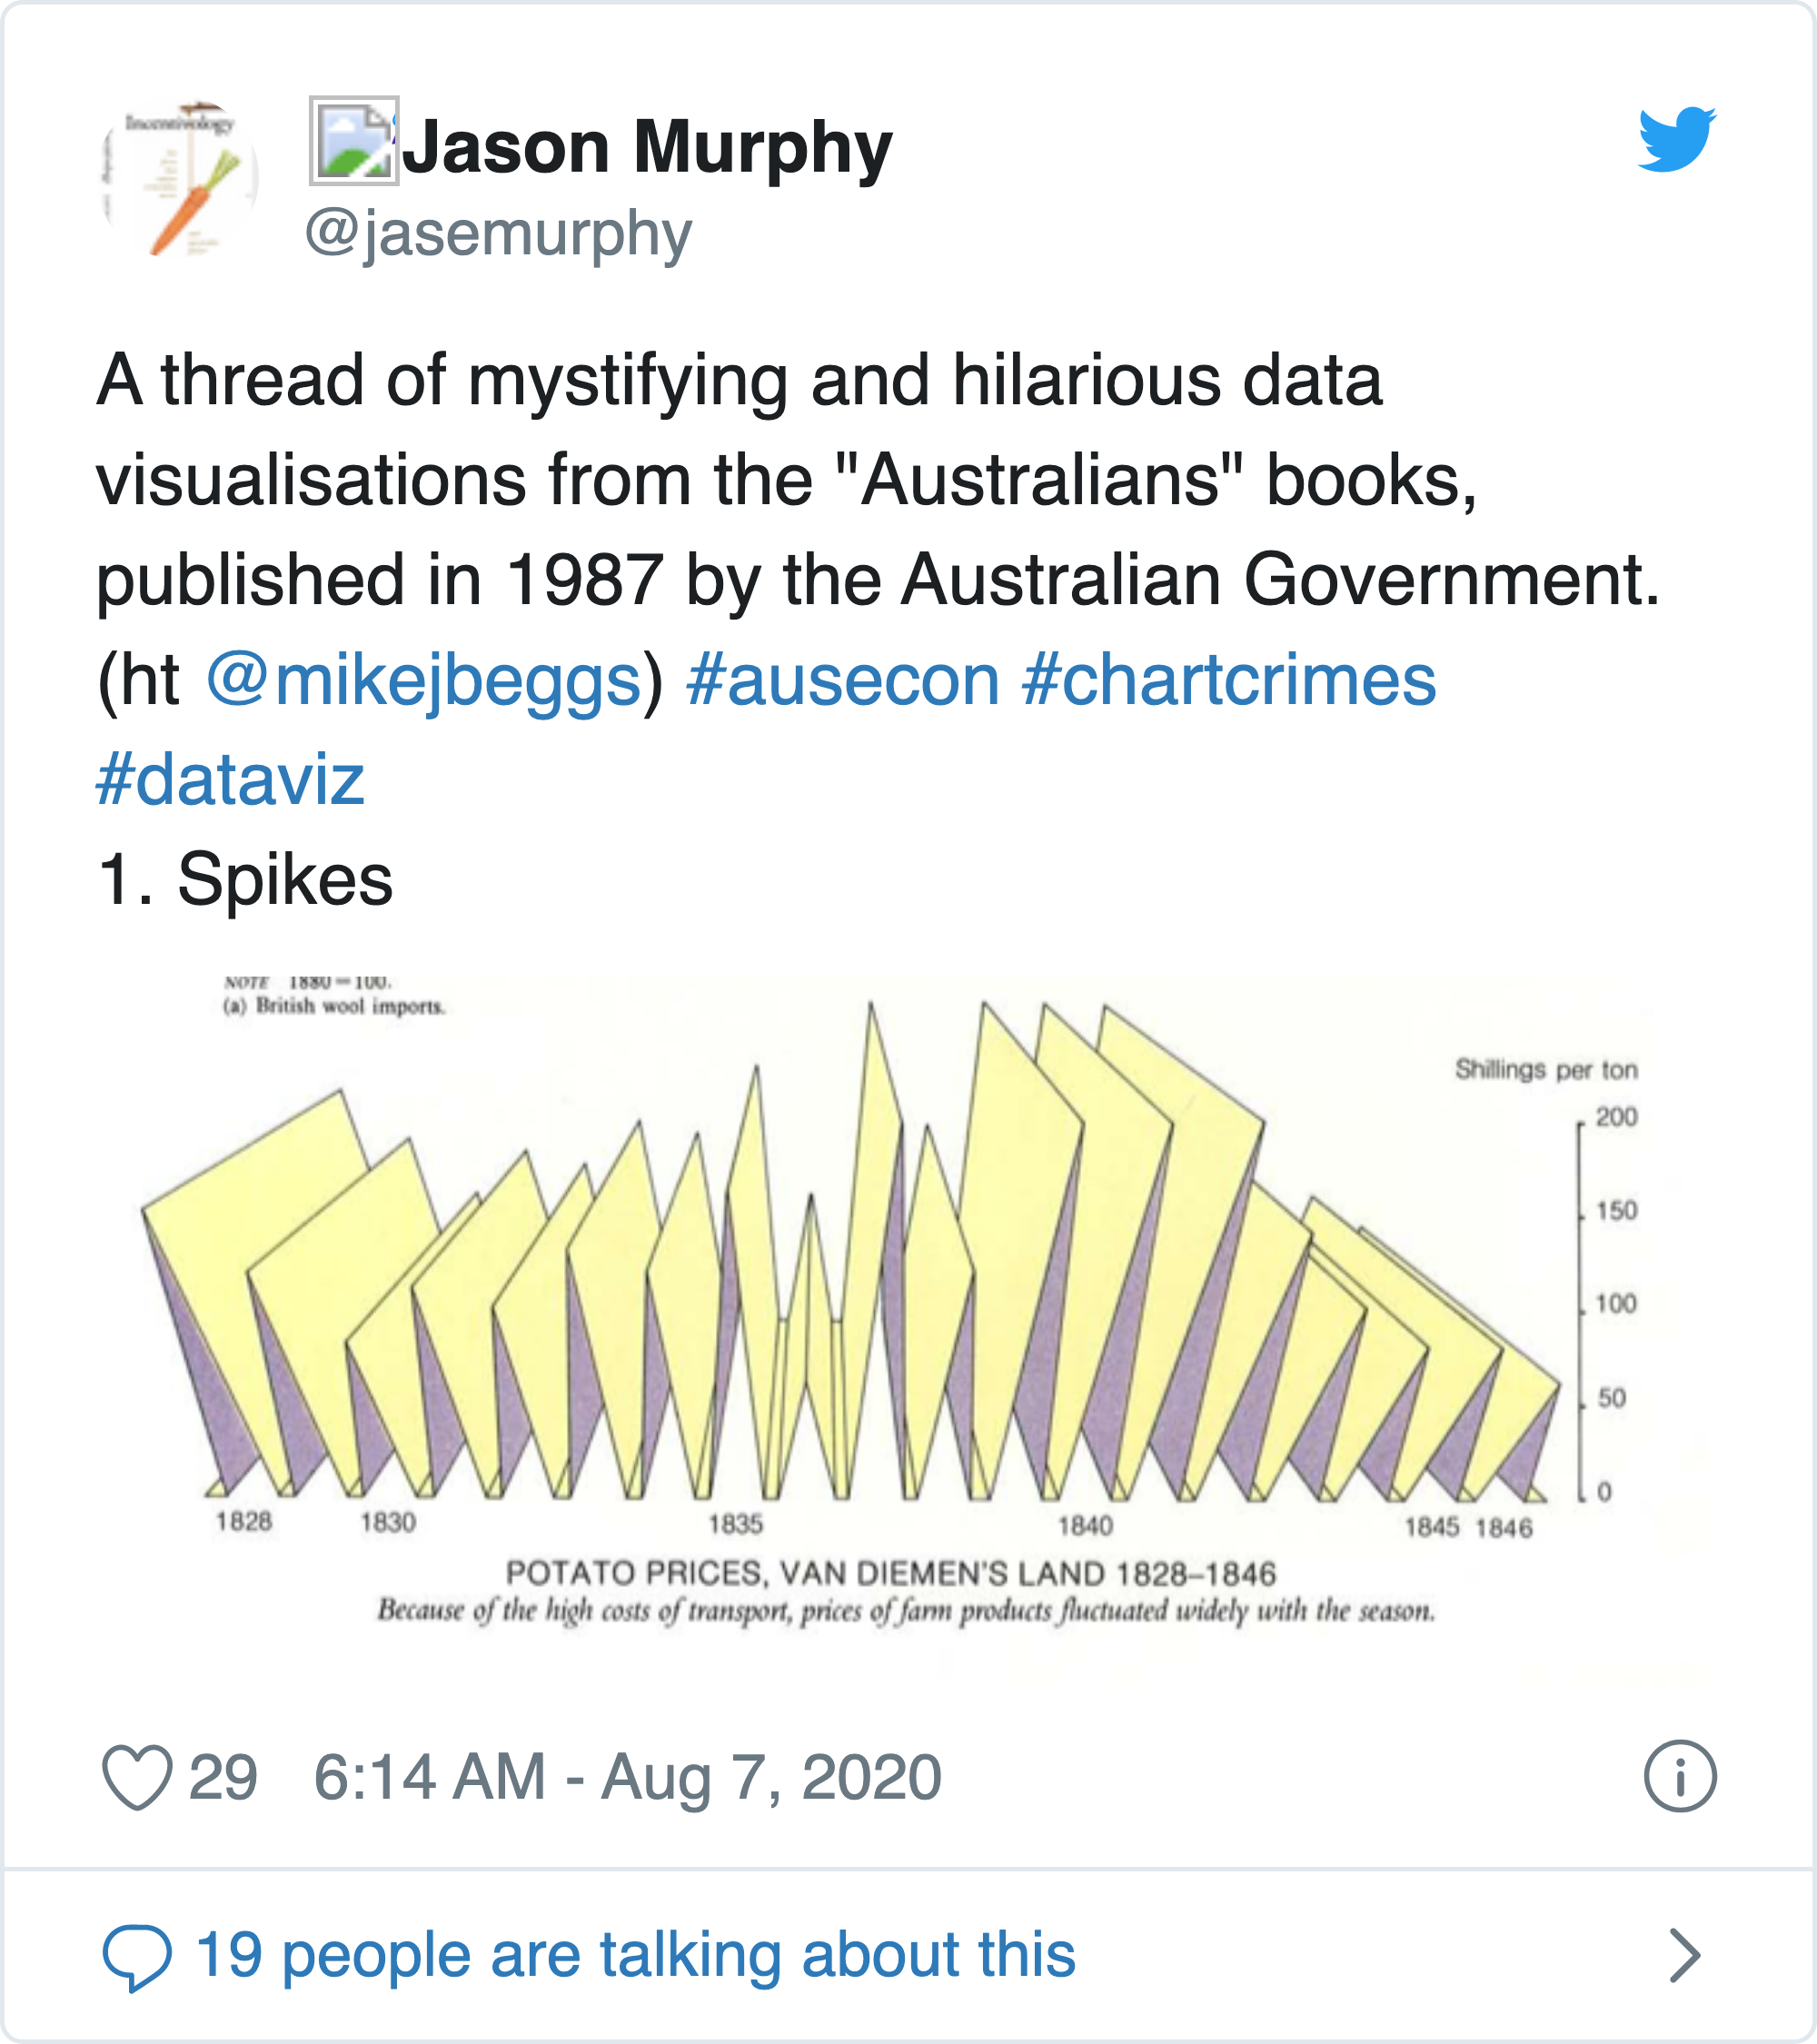 Incentivology
Jason Murphy
@jasemurphy
A thread of mystifying and hilarious data
visualisations from the "Australians" books,
published in 1987 by the Australian Government.
(ht @mikejbeggs) #ausecon #chartcrimes
#dataviz
1. Spikes
NOTE 1880=100.
(a) British wool imports.
Shillings per ton
200
150
100
50
0
1828 1830 1835 1840 1845 1846
POTATO PRICES, VAN DIEMEN'S LAND 1828–1846
Because of the high costs of transport, prices of farm products fluctuated widely with the season.
29 6:14 AM - Aug 7, 2020
19 people are talking about this